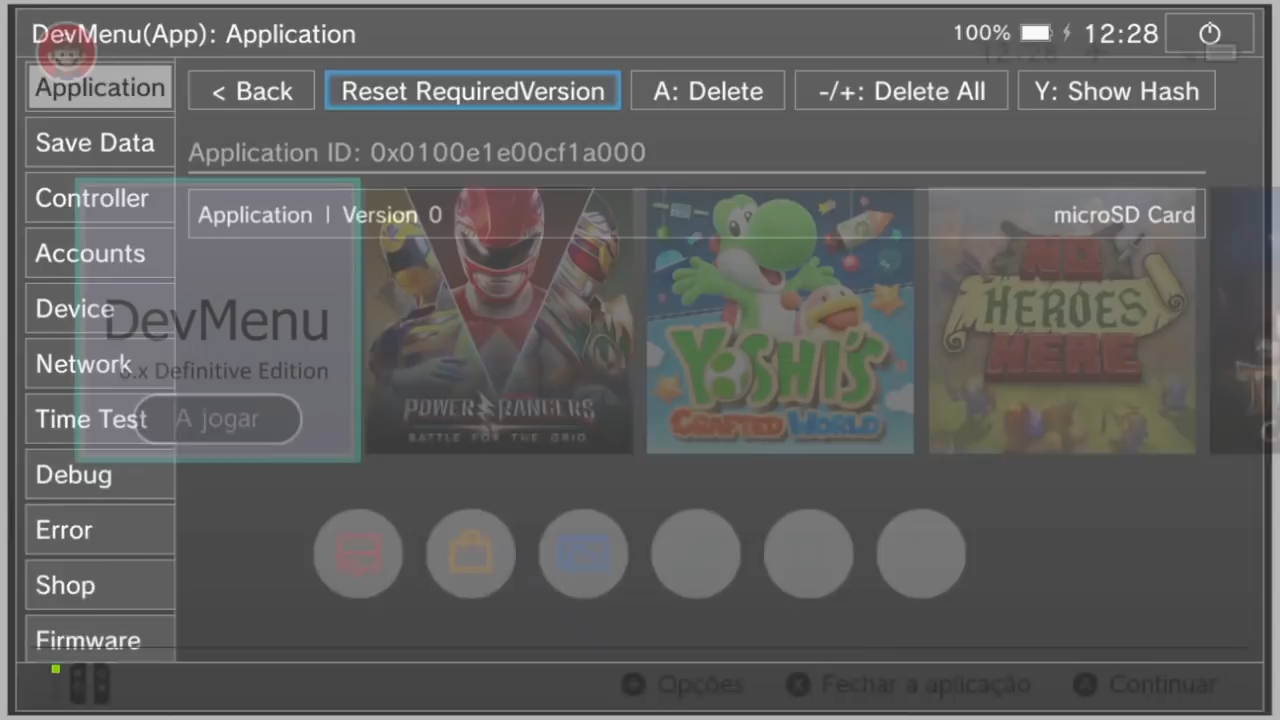 DevMenu(App): Application
100% 12:28
12:28
Application
Save Data
Controller
Accounts
Device
Network
Time Test
Debug
Error
Shop
Firmware
< Back
Reset RequiredVersion
A: Delete
-/+: Delete All
Y: Show Hash
Application ID: 0x0100e1e00cf1a000
Application | Version 0
microSD Card
DevMenu
.x Definitive Edition
A jogar
POWER RANGERS
BATTLE FOR THE GRID
YOSHI'S
CRAFTED WORLD
NO
HEROES
HERE
Opções
X Fechar a aplicação
A Continuar